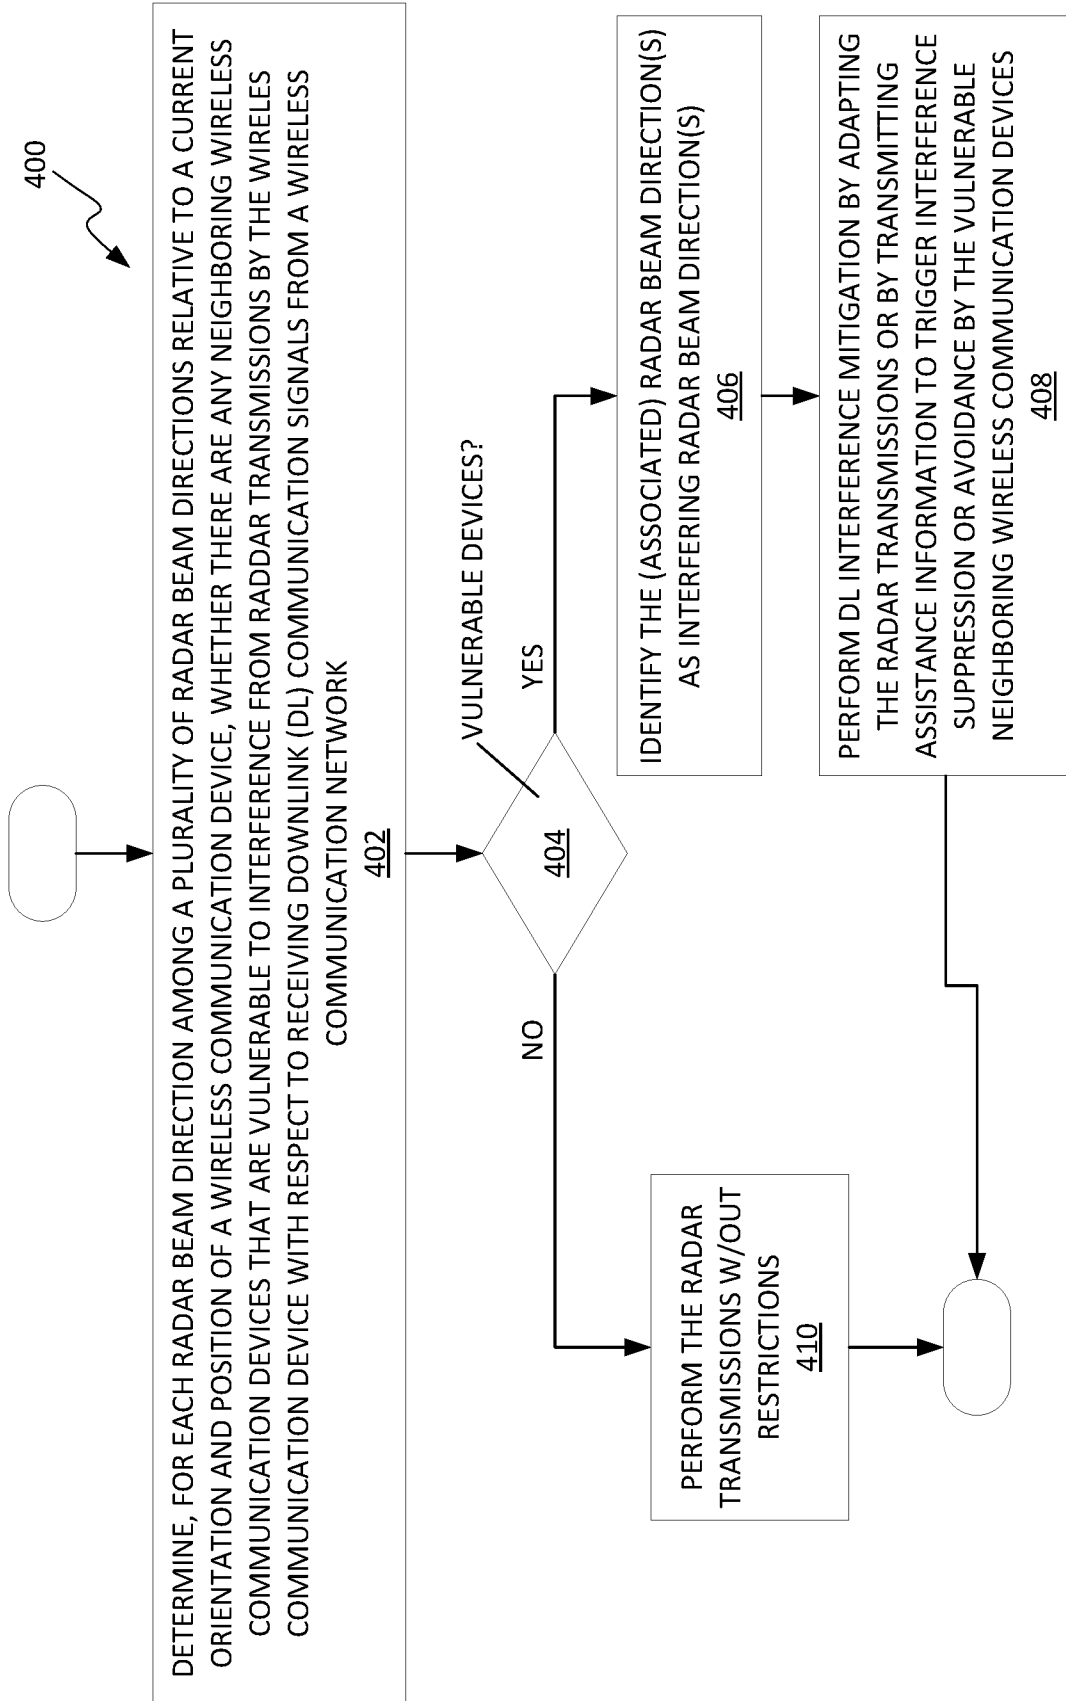 400
DETERMINE, FOR EACH RADAR BEAM DIRECTION AMONG A PLURALITY OF RADAR BEAM DIRECTIONS RELATIVE TO A CURRENT
ORIENTATION AND POSITION OF A WIRELESS COMMUNICATION DEVICE, WHETHER THERE ARE ANY NEIGHBORING WIRELESS
COMMUNICATION DEVICES THAT ARE VULNERABLE TO INTERFERENCE FROM RADDAR TRANSMISSIONS BY THE WIRELES
COMMUNICATION DEVICE WITH RESPECT TO RECEIVING DOWNLINK (DL) COMMUNICATION SIGNALS FROM A WIRELESS
COMMUNICATION NETWORK
402
VULNERABLE DEVICES?
404
NO
YES
PERFORM THE RADAR
TRANSMISSIONS W/OUT
RESTRICTIONS
410
IDENTIFY THE (ASSOCIATED) RADAR BEAM DIRECTION(S)
AS INTERFERING RADAR BEAM DIRECTION(S)
406
PERFORM DL INTERFERENCE MITIGATION BY ADAPTING
THE RADAR TRANSMISSIONS OR BY TRANSMITTING
ASSISTANCE INFORMATION TO TRIGGER INTERFERENCE
SUPPRESSION OR AVOIDANCE BY THE VULNERABLE
NEIGHBORING WIRELESS COMMUNICATION DEVICES
408